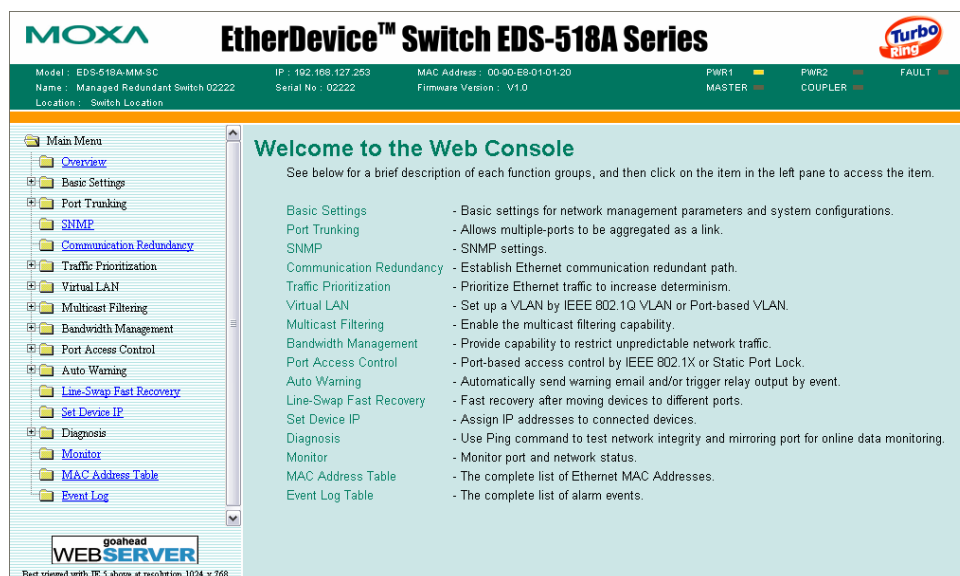 MOXA
EtherDevice™ Switch EDS-518A Series
Turbo Ring
Model : EDS-518A-MM-SC IP : 192.168.127.253 MAC Address : 00-90-E8-01-01-20 PWR1 PWR2 FAULT
Name : Managed Redundant Switch 02222 Serial No : 02222 Firmware Version : V1.0 MASTER COUPLER
Location : Switch Location
Main Menu
Overview
Basic Settings
Port Trunking
SNMP
Communication Redundancy
Traffic Prioritization
Virtual LAN
Multicast Filtering
Bandwidth Management
Port Access Control
Auto Warning
Line-Swap Fast Recovery
Set Device IP
Diagnosis
Monitor
MAC Address Table
Event Log
goahead
WEBSERVER
Best viewed with IE 5 above at resolution 1024 x 768
Welcome to the Web Console
See below for a brief description of each function groups, and then click on the item in the left pane to access the item.
Basic Settings - Basic settings for network management parameters and system configurations.
Port Trunking - Allows multiple-ports to be aggregated as a link.
SNMP - SNMP settings.
Communication Redundancy - Establish Ethernet communication redundant path.
Traffic Prioritization - Prioritize Ethernet traffic to increase determinism.
Virtual LAN - Set up a VLAN by IEEE 802.1Q VLAN or Port-based VLAN.
Multicast Filtering - Enable the multicast filtering capability.
Bandwidth Management - Provide capability to restrict unpredictable network traffic.
Port Access Control - Port-based access control by IEEE 802.1X or Static Port Lock.
Auto Warning - Automatically send warning email and/or trigger relay output by event.
Line-Swap Fast Recovery - Fast recovery after moving devices to different ports.
Set Device IP - Assign IP addresses to connected devices.
Diagnosis - Use Ping command to test network integrity and mirroring port for online data monitoring.
Monitor - Monitor port and network status.
MAC Address Table - The complete list of Ethernet MAC Addresses.
Event Log Table - The complete list of alarm events.